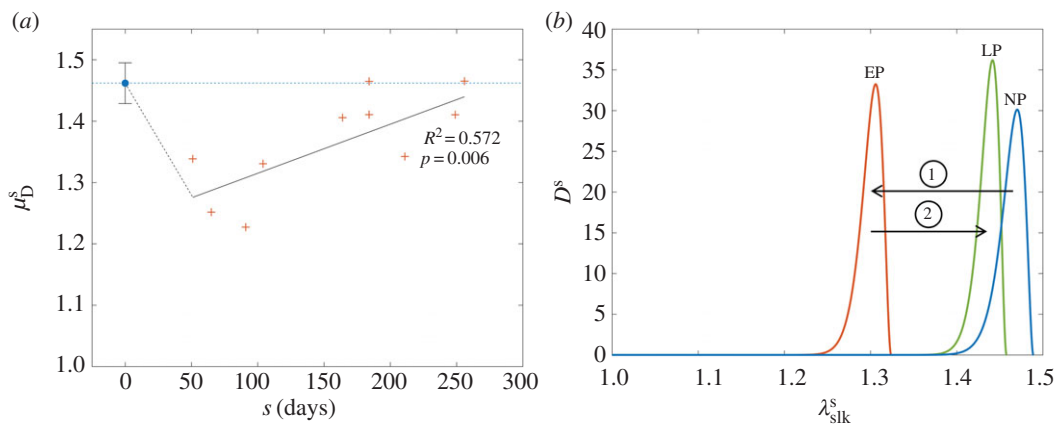 (a)
1.5
1.4
1.3
1.2
1.1
1.0
μ_D^s
0 50 100 150 200 250 300
s (days)
R² = 0.572
p = 0.006
(b)
40
35
30
25
20
15
10
5
0
D^s
EP
LP
NP
1
2
1.0 1.1 1.2 1.3 1.4 1.5
λ_slk^s